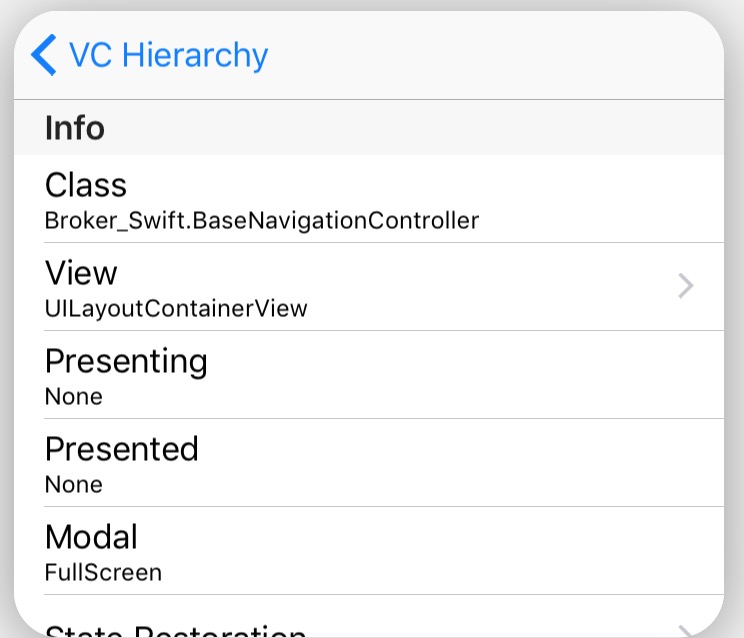 VC Hierarchy
Info
Class
Broker_Swift.BaseNavigationController
View
UILayoutContainerView
Presenting
None
Presented
None
Modal
FullScreen
State Restoration